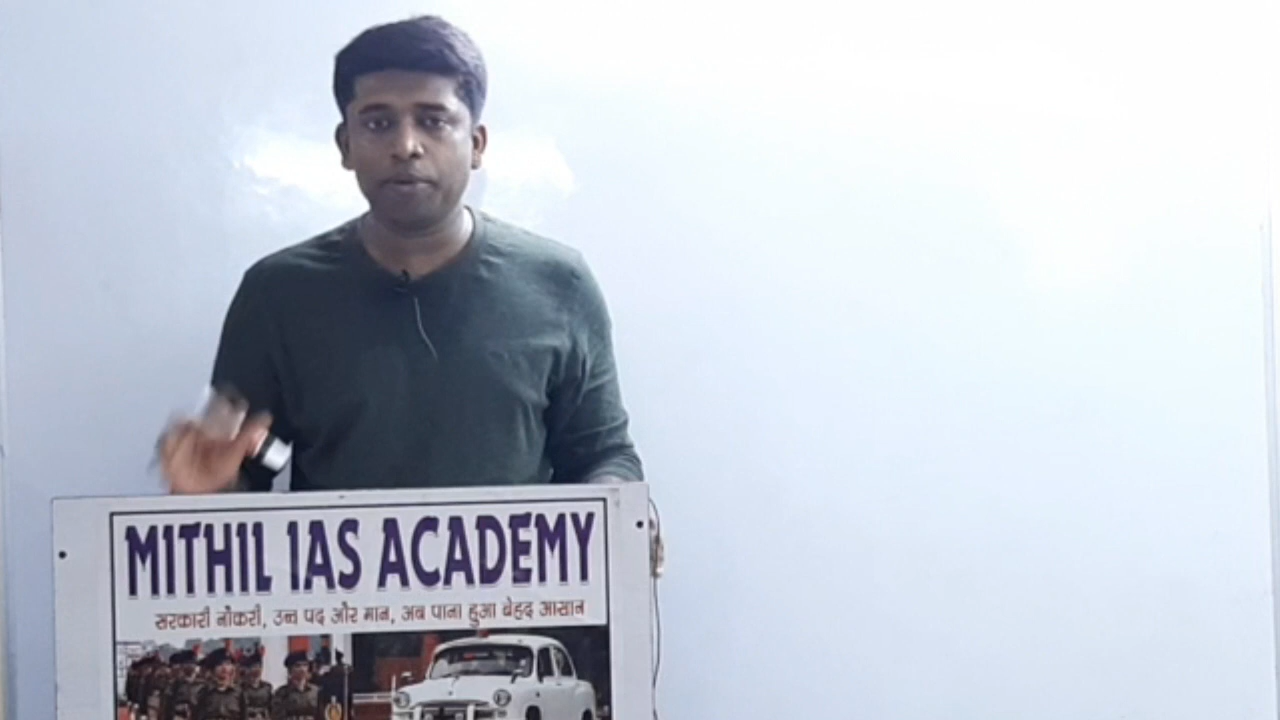 MITHIL IAS ACADEMY
सरकारी नौकरी, उच्च पद और मान, अब पाना हुआ बेहद आसान